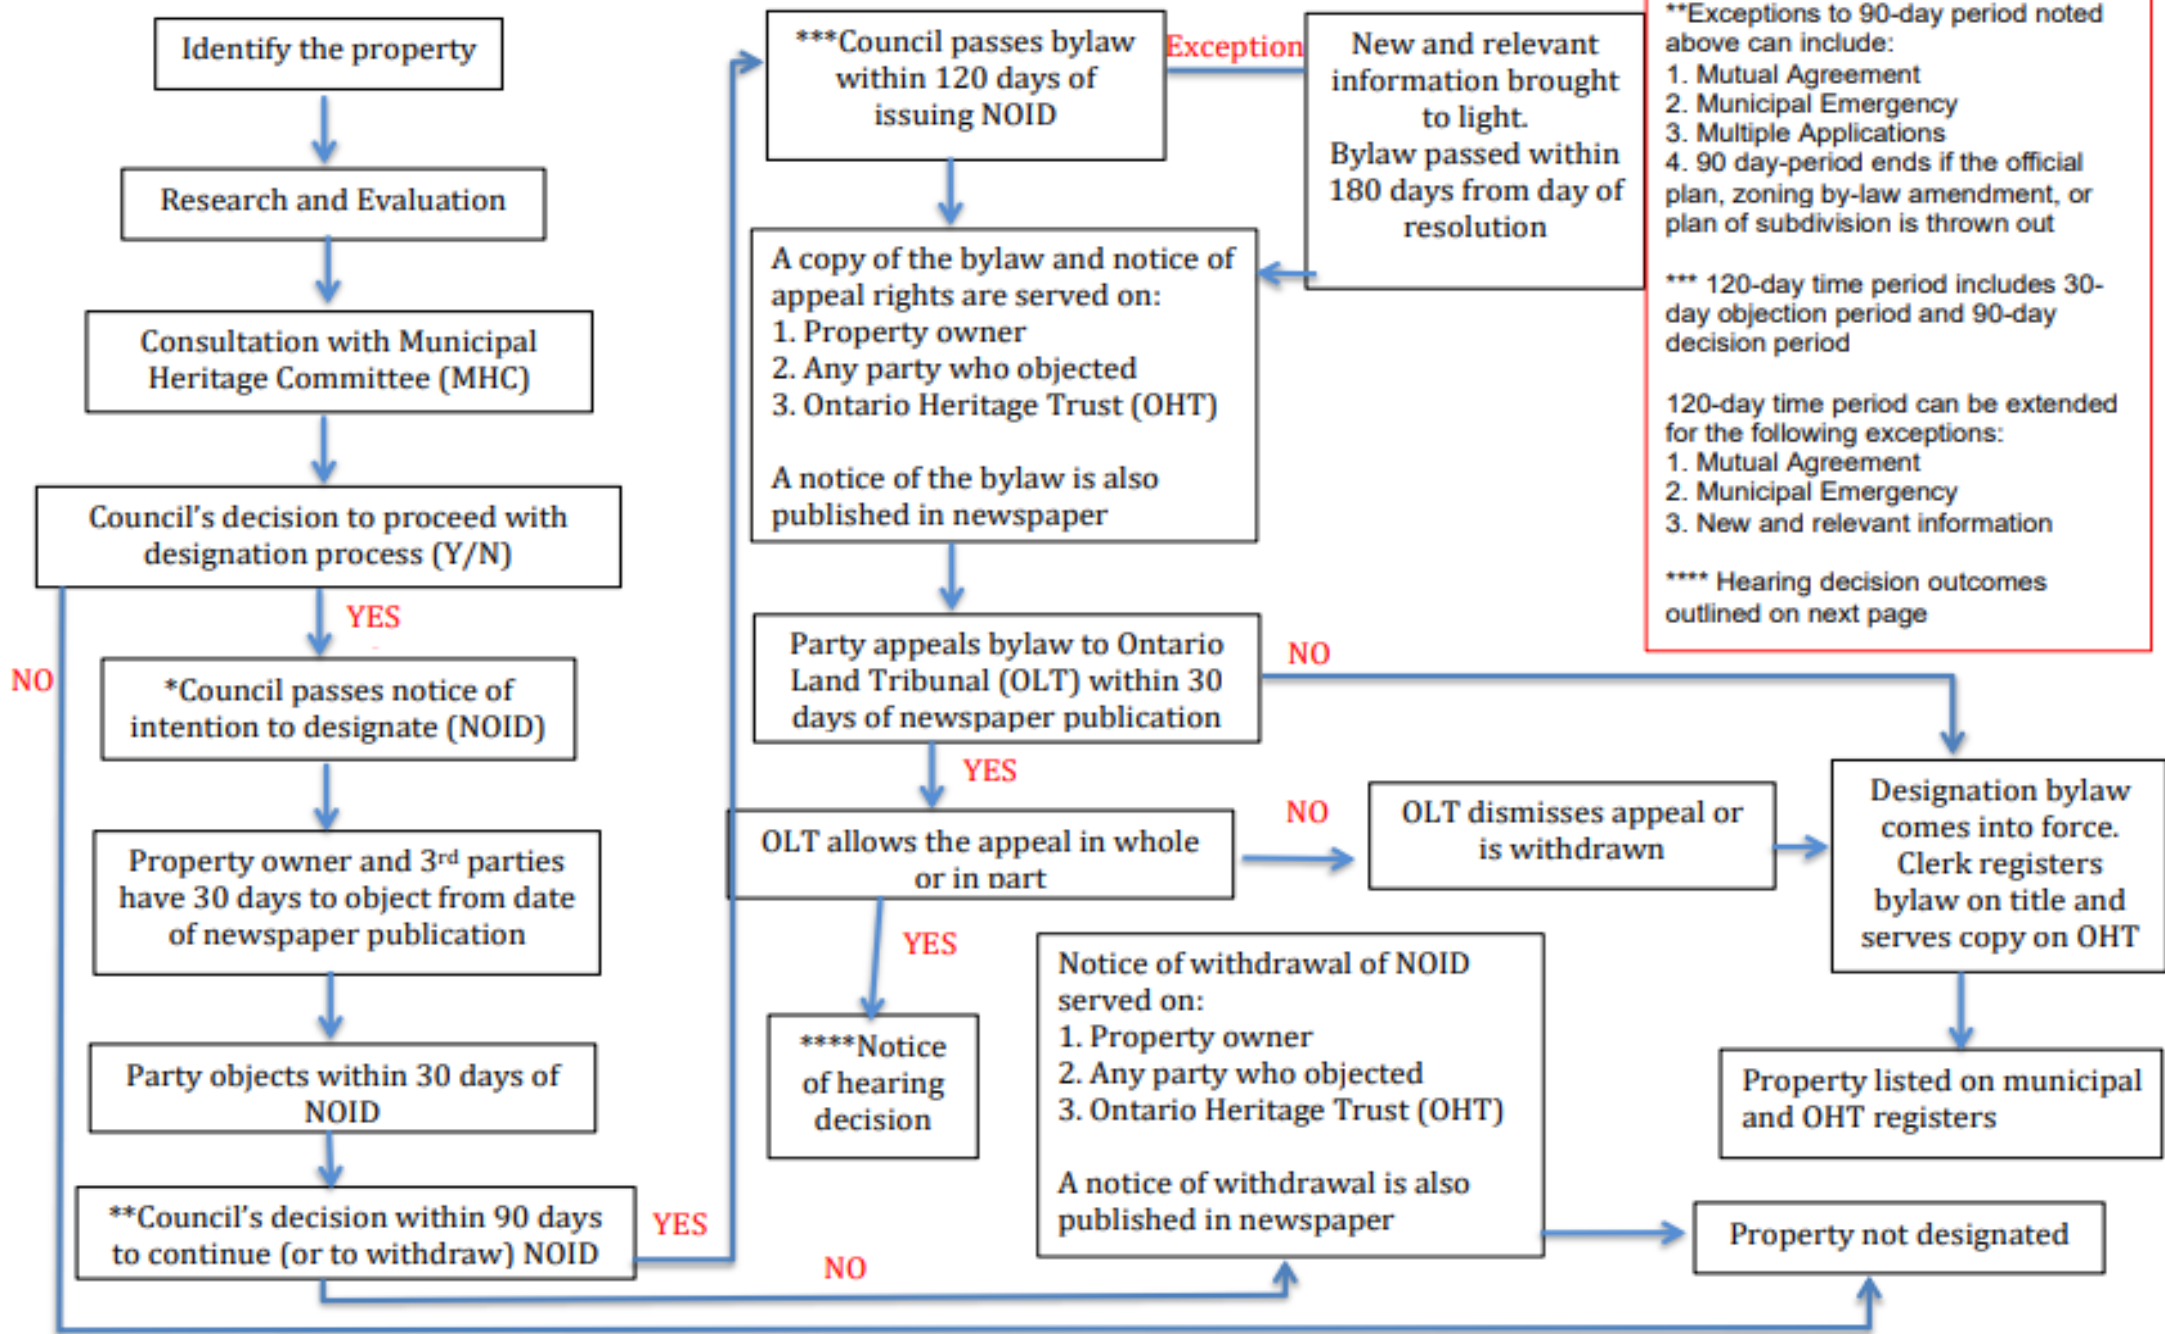 Identify the property
Research and Evaluation
Consultation with Municipal
Heritage Committee (MHC)
Council's decision to proceed with
designation process (Y/N)
YES
NO
*Council passes notice of
intention to designate (NOID)
Property owner and 3rd parties
have 30 days to object from date
of newspaper publication
Party objects within 30 days of
NOID
**Council's decision within 90 days
to continue (or to withdraw) NOID
YES
NO
***Council passes bylaw
within 120 days of
issuing NOID
Exception
New and relevant
information brought
to light.
Bylaw passed within
180 days from day of
resolution
A copy of the bylaw and notice of
appeal rights are served on:
1. Property owner
2. Any party who objected
3. Ontario Heritage Trust (OHT)
A notice of the bylaw is also
published in newspaper
Party appeals bylaw to Ontario
Land Tribunal (OLT) within 30
days of newspaper publication
NO
YES
OLT allows the appeal in whole
or in part
NO
OLT dismisses appeal or
is withdrawn
YES
****Notice
of hearing
decision
Notice of withdrawal of NOID
served on:
1. Property owner
2. Any party who objected
3. Ontario Heritage Trust (OHT)
A notice of withdrawal is also
published in newspaper
Designation bylaw
comes into force.
Clerk registers
bylaw on title and
serves copy on OHT
Property listed on municipal
and OHT registers
Property not designated
**Exceptions to 90-day period noted
above can include:
1. Mutual Agreement
2. Municipal Emergency
3. Multiple Applications
4. 90 day-period ends if the official
plan, zoning by-law amendment, or
plan of subdivision is thrown out
*** 120-day time period includes 30-
day objection period and 90-day
decision period
120-day time period can be extended
for the following exceptions:
1. Mutual Agreement
2. Municipal Emergency
3. New and relevant information
**** Hearing decision outcomes
outlined on next page